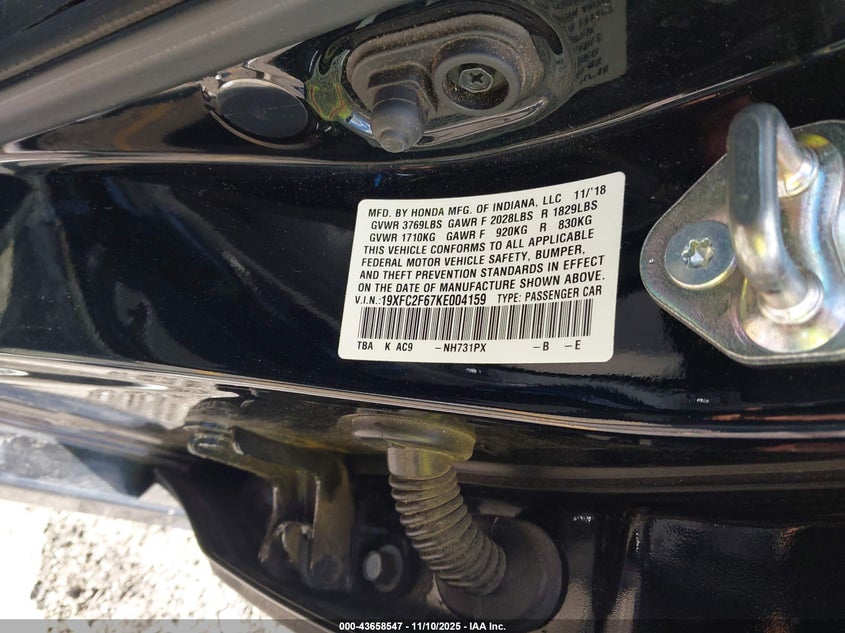 MFD. BY HONDA MFG. OF INDIANA, LLC 11/'18
GVWR 3769LBS GAWR F 2028LBS R 1829LBS
GVWR 1710KG GAWR F 920KG R 830KG
THIS VEHICLE CONFORMS TO ALL APPLICABLE
FEDERAL MOTOR VEHICLE SAFETY, BUMPER,
AND THEFT PREVENTION STANDARDS IN EFFECT
ON THE DATE OF MANUFACTURE SHOWN ABOVE.
V.I.N.:19XFC2F67KE004159 TYPE: PASSENGER CAR
TBA K AC9 -NH731PX -B -E
000-43658547 - 11/10/2025 - IAA Inc.